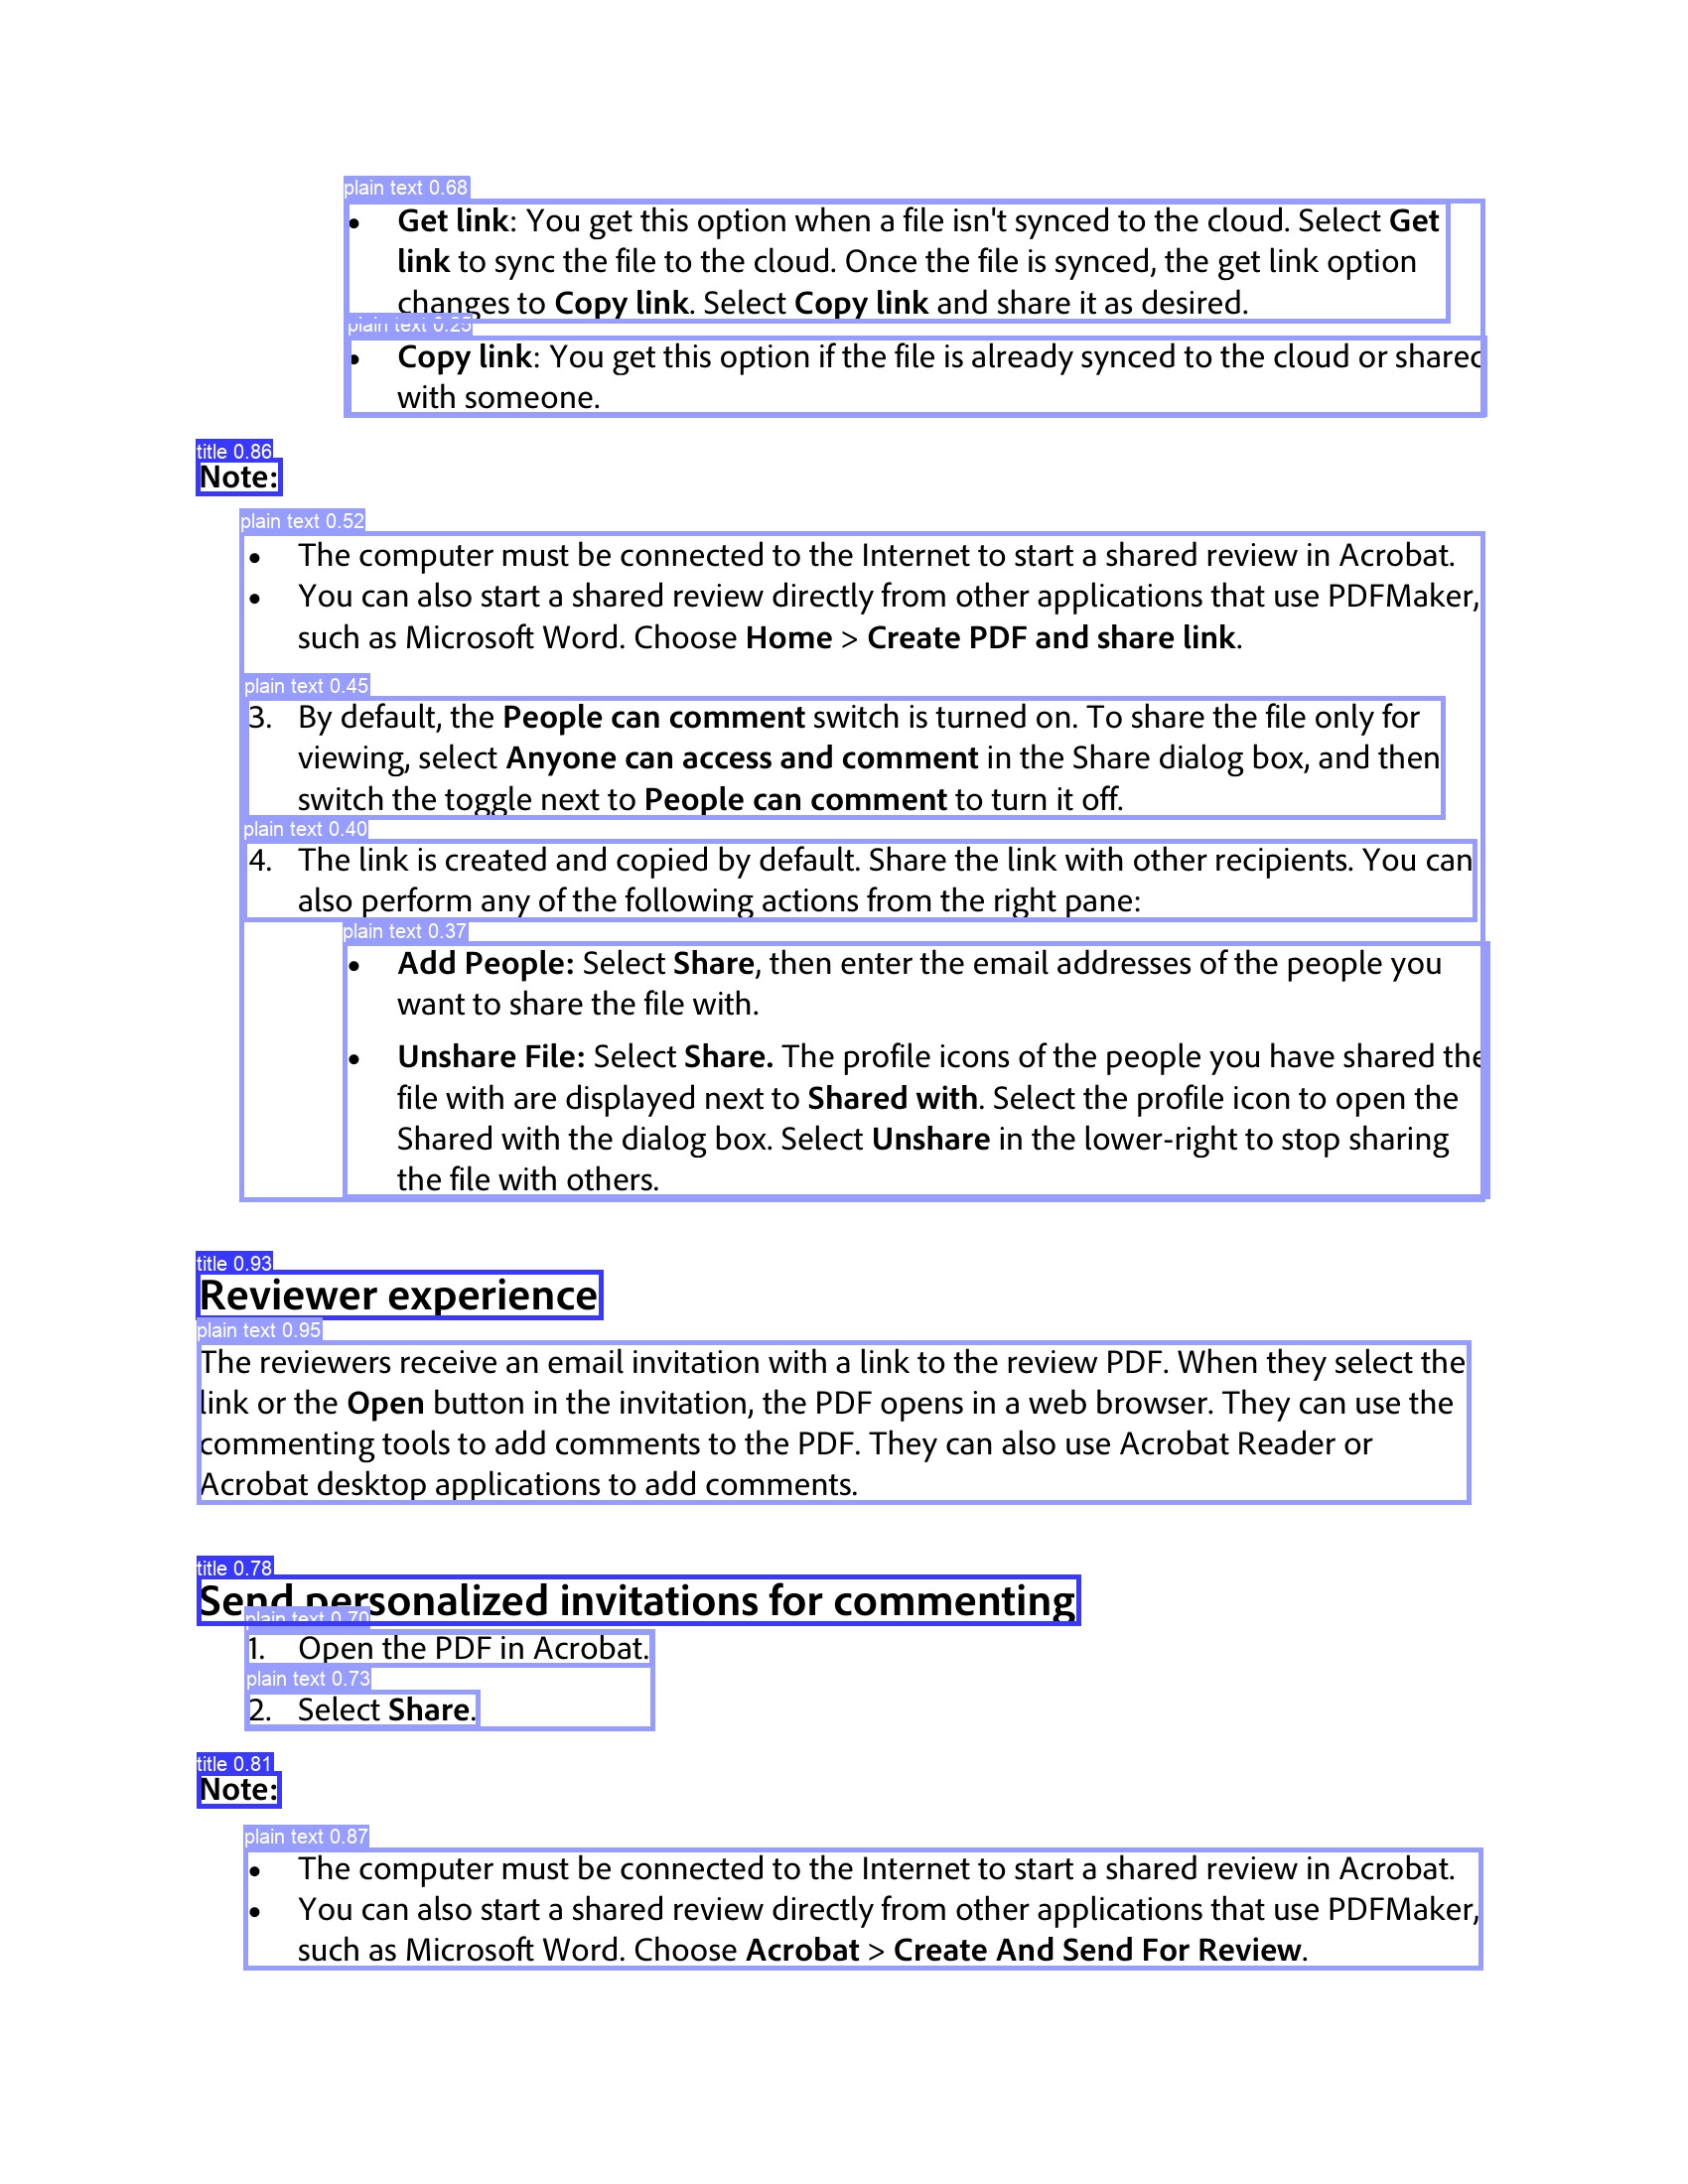 plain text 0.68
• Get link: You get this option when a file isn't synced to the cloud. Select Get
link to sync the file to the cloud. Once the file is synced, the get link option
changes to Copy link. Select Copy link and share it as desired.
plain text 0.25
• Copy link: You get this option if the file is already synced to the cloud or shared
with someone.
title 0.86
Note:
plain text 0.52
• The computer must be connected to the Internet to start a shared review in Acrobat.
• You can also start a shared review directly from other applications that use PDFMaker,
such as Microsoft Word. Choose Home > Create PDF and share link.
plain text 0.45
3. By default, the People can comment switch is turned on. To share the file only for
viewing, select Anyone can access and comment in the Share dialog box, and then
switch the toggle next to People can comment to turn it off.
plain text 0.40
4. The link is created and copied by default. Share the link with other recipients. You can
also perform any of the following actions from the right pane:
plain text 0.37
• Add People: Select Share, then enter the email addresses of the people you
want to share the file with.
• Unshare File: Select Share. The profile icons of the people you have shared the
file with are displayed next to Shared with. Select the profile icon to open the
Shared with the dialog box. Select Unshare in the lower-right to stop sharing
the file with others.
title 0.93
Reviewer experience
plain text 0.95
The reviewers receive an email invitation with a link to the review PDF. When they select the
link or the Open button in the invitation, the PDF opens in a web browser. They can use the
commenting tools to add comments to the PDF. They can also use Acrobat Reader or
Acrobat desktop applications to add comments.
title 0.78
Send personalized invitations for commenting
plain text 0.70
1. Open the PDF in Acrobat.
plain text 0.73
2. Select Share.
title 0.81
Note:
plain text 0.87
• The computer must be connected to the Internet to start a shared review in Acrobat.
• You can also start a shared review directly from other applications that use PDFMaker,
such as Microsoft Word. Choose Acrobat > Create And Send For Review.